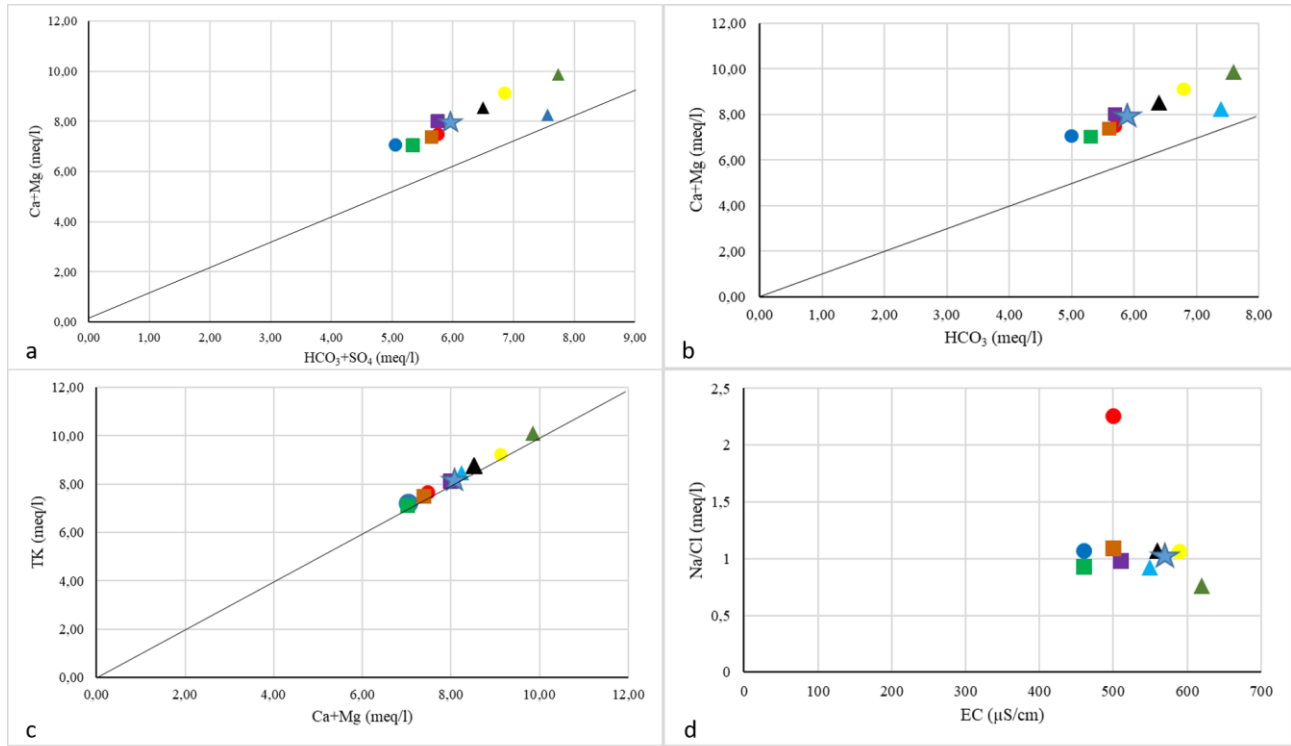 12,00
10,00
8,00
6,00
4,00
2,00
0,00
Ca+Mg (meq/l)
0,00 1,00 2,00 3,00 4,00 5,00 6,00 7,00 8,00 9,00
HCO₃+SO₄ (meq/l)
a
12,00
10,00
8,00
6,00
4,00
2,00
0,00
Ca+Mg (meq/l)
0,00 1,00 2,00 3,00 4,00 5,00 6,00 7,00 8,00
HCO₃ (meq/l)
b
12,00
10,00
8,00
6,00
4,00
2,00
0,00
TK (meq/l)
0,00 2,00 4,00 6,00 8,00 10,00 12,00
Ca+Mg (meq/l)
c
2,5
2
1,5
1
0,5
0
Na/Cl (meq/l)
0 100 200 300 400 500 600 700
EC (µS/cm)
d